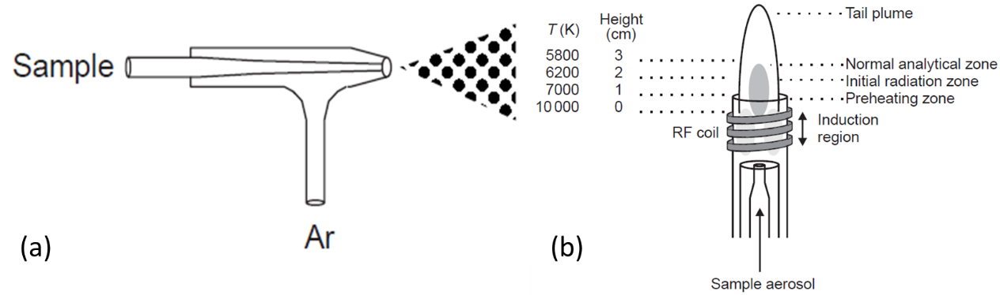 Sample
Ar
(a)
T (K)
Height
(cm)
5800 3
6200 2
7000 1
10 000 0
Tail plume
Normal analytical zone
Initial radiation zone
Preheating zone
RF coil
Induction
region
Sample aerosol
(b)